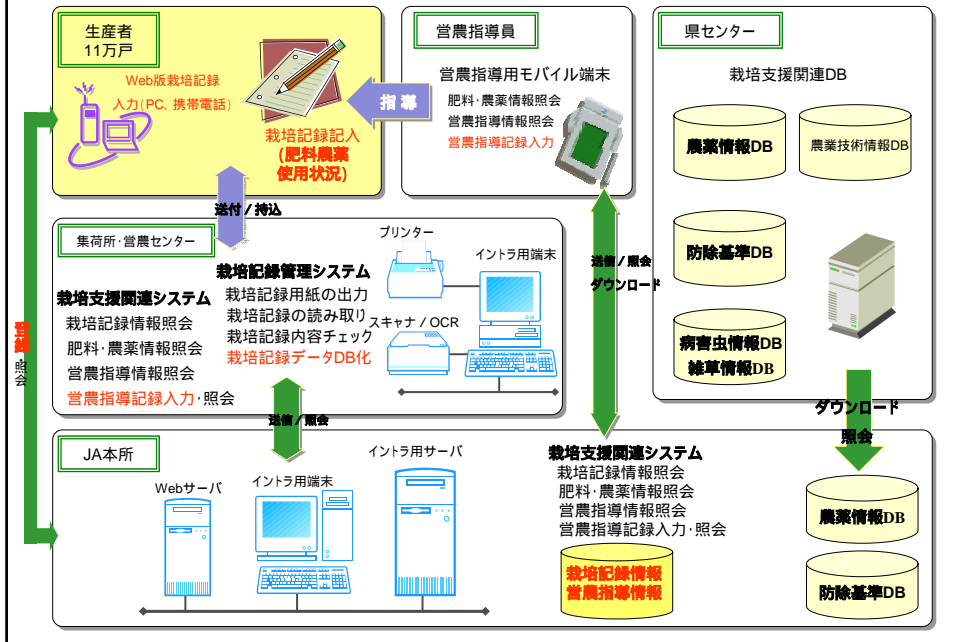 生産者
11万戸
Web版栽培記録
入力(PC、携帯電話)
栽培記録記入
(肥料農薬
使用状況)
指導
営農指導員
営農指導用モバイル端末
肥料・農薬情報照会
営農指導情報照会
営農指導記録入力
県センター
栽培支援関連DB
農薬情報DB
農業技術情報DB
防除基準DB
病害虫情報DB
雑草情報DB
送付/持込
集荷所・営農センター
栽培支援関連システム
栽培記録情報照会
肥料・農薬情報照会
営農指導情報照会
営農指導記録入力・照会
栽培記録管理システム
栽培記録用紙の出力
栽培記録の読み取り
栽培記録内容チェック
栽培記録データDB化
プリンター
イントラ用端末
スキャナ/OCR
送信/照会
ダウンロード
登録・照会
送信/照会
ダウンロード
照会
JA本所
Webサーバ
イントラ用端末
イントラ用サーバ
栽培支援関連システム
栽培記録情報照会
肥料・農薬情報照会
営農指導情報照会
営農指導記録入力・照会
栽培記録情報
営農指導情報
農薬情報DB
防除基準DB